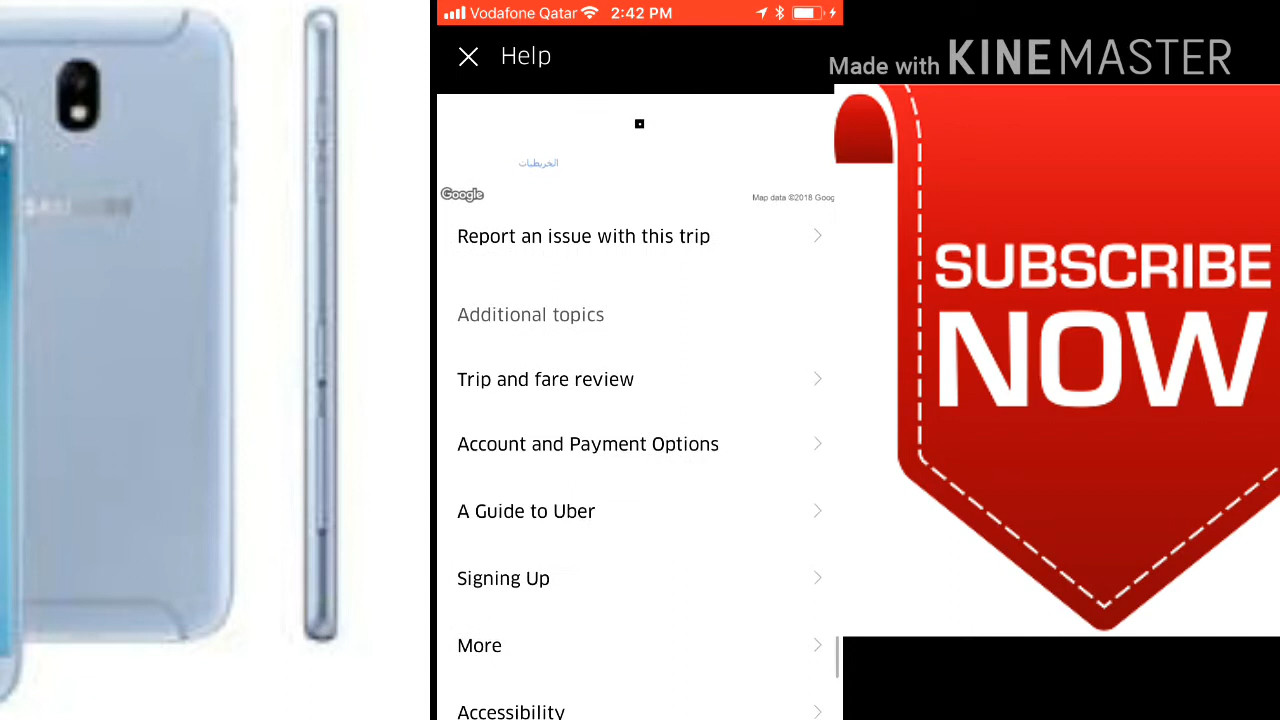 Vodafone Qatar 2:42 PM
Help
Made with KINEMASTER
الخريطيات
Google
Map data ©2018 Goog
Report an issue with this trip
Additional topics
Trip and fare review
Account and Payment Options
A Guide to Uber
Signing Up
More
Accessibility
SUBSCRIBE
NOW